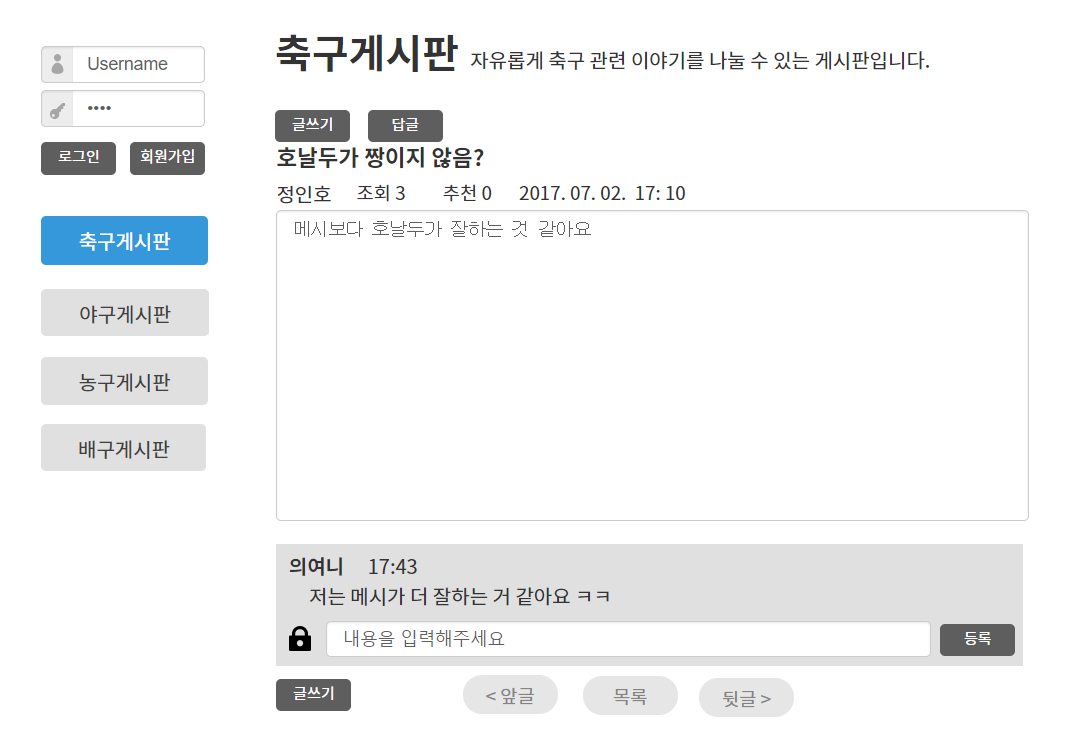 Username
••••
로그인 회원가입
축구게시판
야구게시판
농구게시판
배구게시판
축구게시판 자유롭게 축구 관련 이야기를 나눌 수 있는 게시판입니다.
글쓰기 답글
호날두가 짱이지 않음?
정인호 조회 3 추천 0 2017. 07. 02. 17: 10
메시보다 호날두가 잘하는 것 같아요
의여니 17:43
저는 메시가 더 잘하는 거 같아요 ㅋㅋ
내용을 입력해주세요 등록
글쓰기 < 앞글 목록 뒷글 >